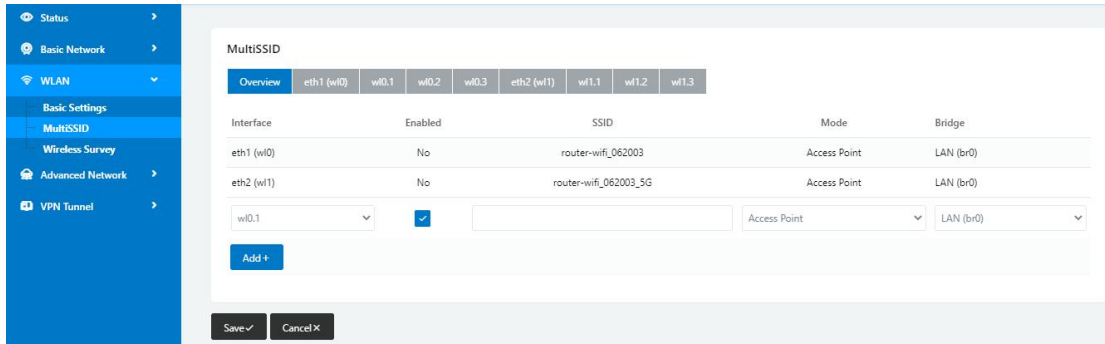 Status
Basic Network
WLAN
Basic Settings
MultiSSID
Wireless Survey
Advanced Network
VPN Tunnel
MultiSSID
Overview eth1 (wl0) wl0.1 wl0.2 wl0.3 eth2 (wl1) wl1.1 wl1.2 wl1.3
Interface Enabled SSID Mode Bridge
eth1 (wl0) No router-wifi_062003 Access Point LAN (br0)
eth2 (wl1) No router-wifi_062003_5G Access Point LAN (br0)
wl0.1 Access Point LAN (br0)
Add +
Save ✓ Cancel ×